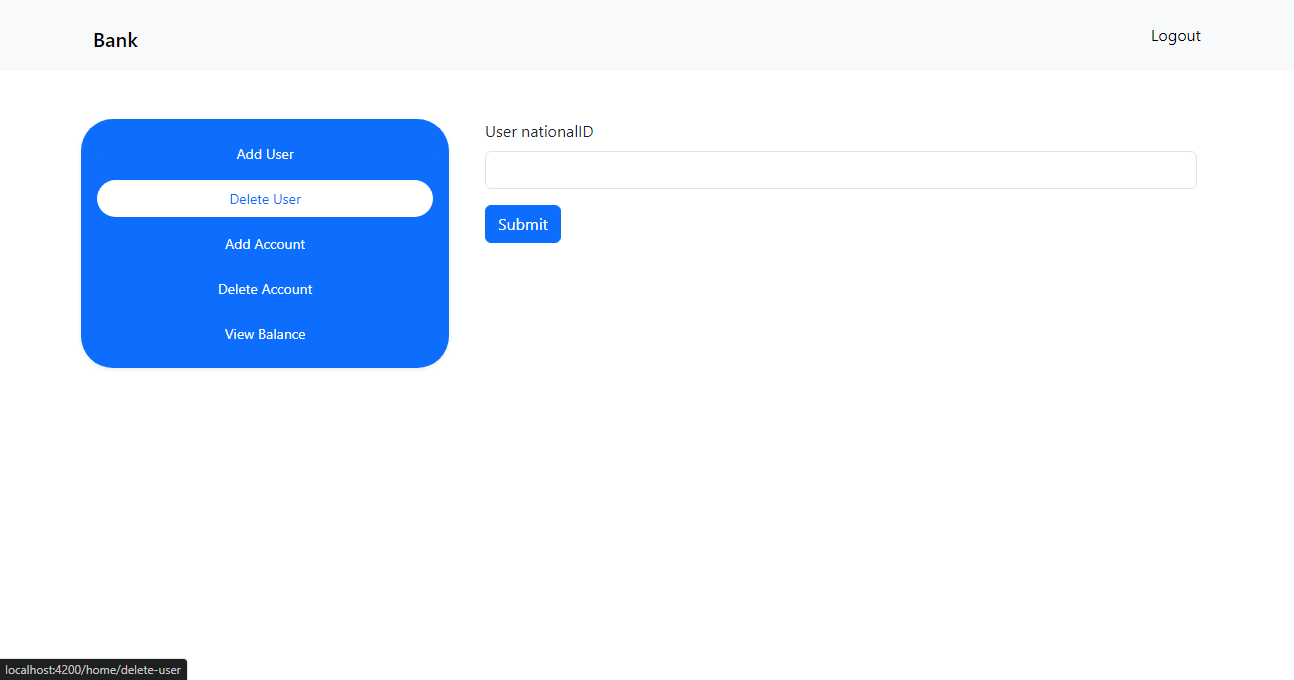 Bank
Logout
Add User
Delete User
Add Account
Delete Account
View Balance
User nationalID
Submit
localhost:4200/home/delete-user